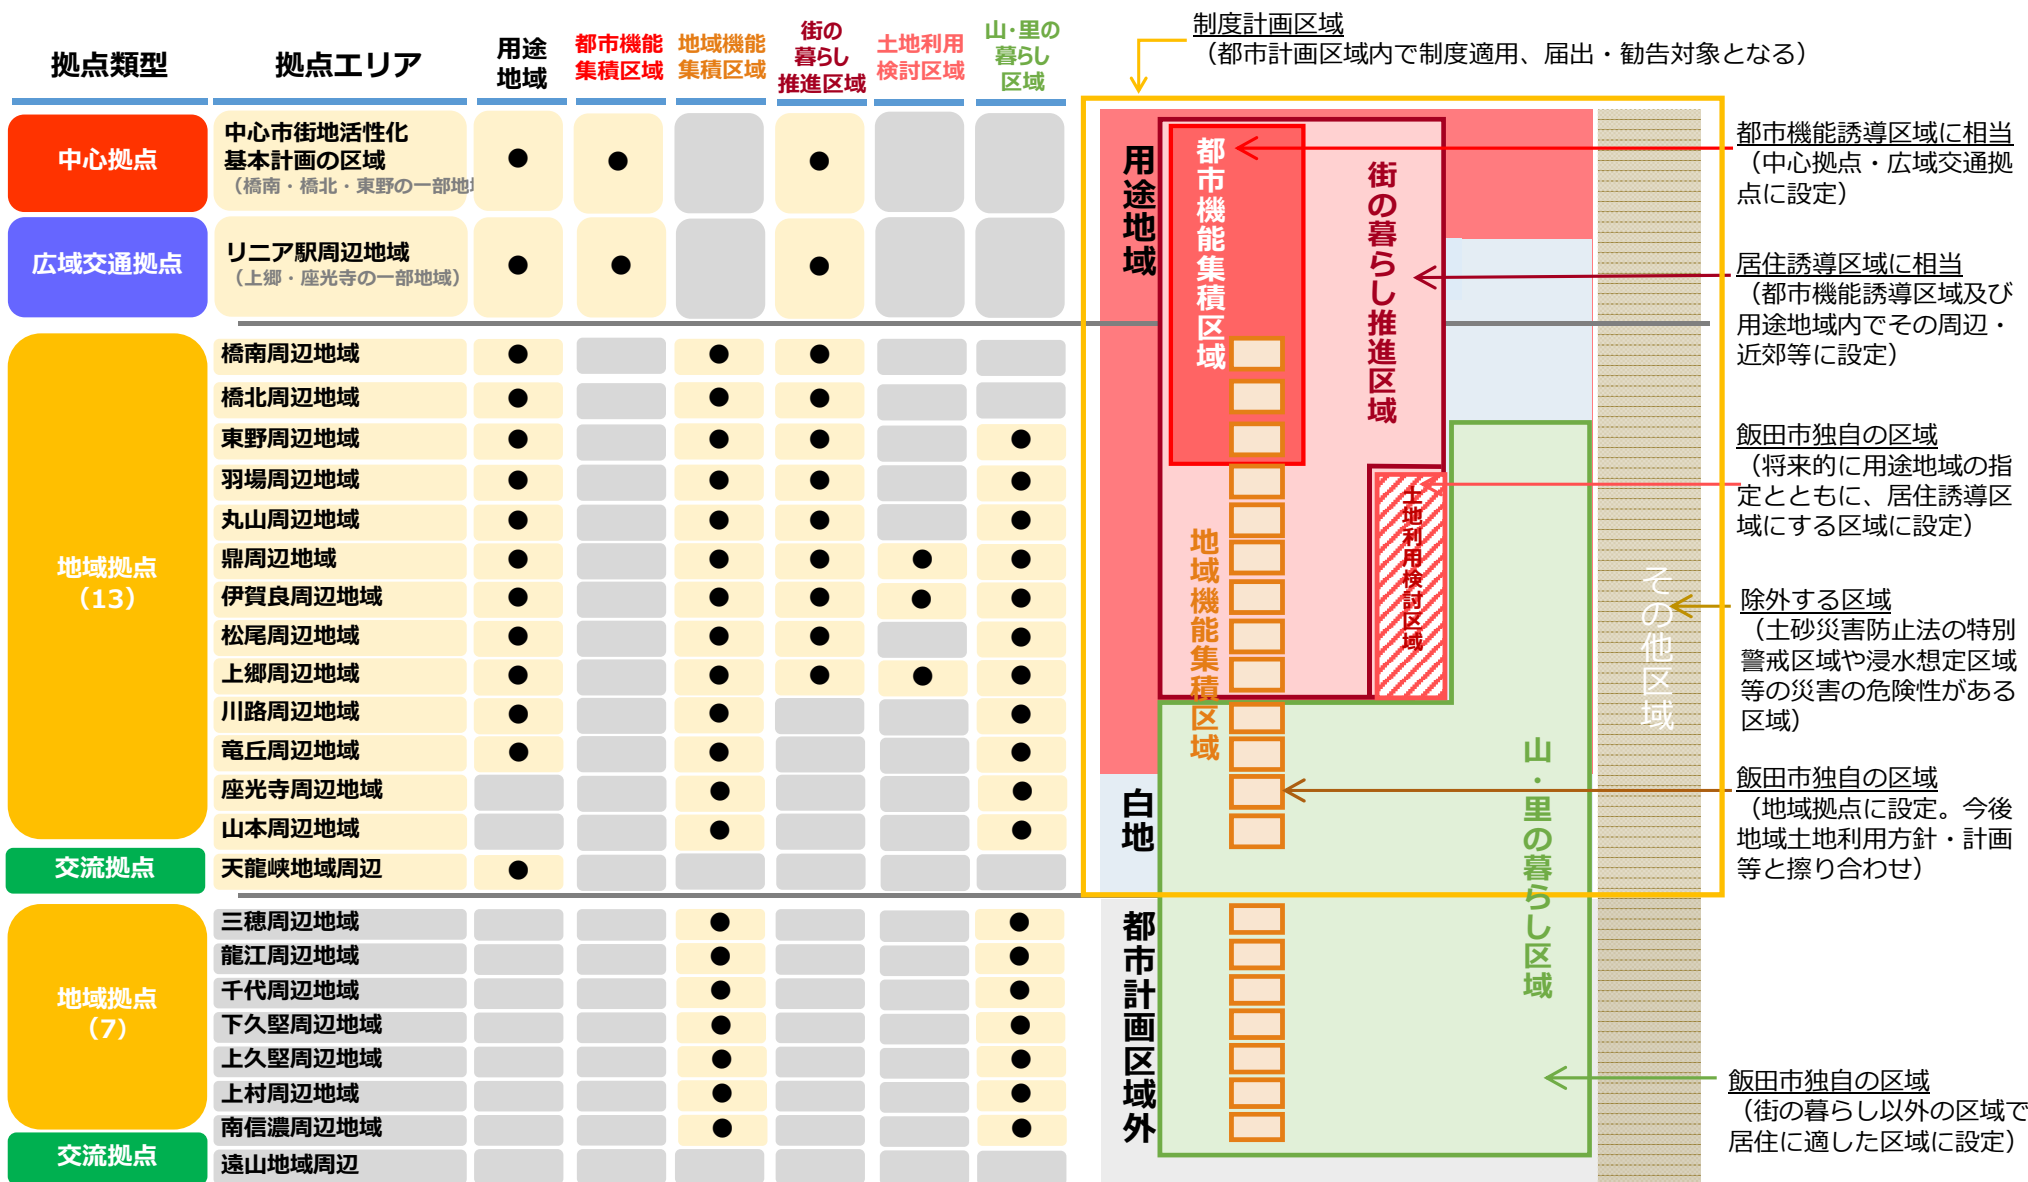 拠点類型
拠点エリア
用途
地域
都市機能
集積区域
地域機能
集積区域
街の
暮らし
推進区域
土地利用
検討区域
山・里の
暮らし
区域
中心拠点
中心市街地活性化
基本計画の区域
（橋南・橋北・東野の一部地
● ● ●
広域交通拠点
リニア駅周辺地域
（上郷・座光寺の一部地域）
● ● ●
地域拠点
（13）
橋南周辺地域 ● ● ●
橋北周辺地域 ● ● ●
東野周辺地域 ● ● ● ●
羽場周辺地域 ● ● ● ●
丸山周辺地域 ● ● ● ●
鼎周辺地域 ● ● ● ● ●
伊賀良周辺地域 ● ● ● ● ●
松尾周辺地域 ● ● ● ●
上郷周辺地域 ● ● ● ● ●
川路周辺地域 ● ● ●
竜丘周辺地域 ● ● ●
座光寺周辺地域 ● ●
山本周辺地域 ● ●
交流拠点
天龍峡地域周辺 ●
地域拠点
（7）
三穂周辺地域 ● ●
龍江周辺地域 ● ●
千代周辺地域 ● ●
下久堅周辺地域 ● ●
上久堅周辺地域 ● ●
上村周辺地域 ● ●
南信濃周辺地域 ● ●
交流拠点
遠山地域周辺
制度計画区域
（都市計画区域内で制度適用、届出・勧告対象となる）
用途地域
白地
都市計画区域外
都市機能集積区域
街の暮らし推進区域
地域機能集積区域
土地利用検討区域
山・里の暮らし区域
その他区域
都市機能誘導区域に相当
（中心拠点・広域交通拠
点に設定）
居住誘導区域に相当
（都市機能誘導区域及び
用途地域内でその周辺・
近郊等に設定）
飯田市独自の区域
（将来的に用途地域の指
定とともに、居住誘導区
域にする区域に設定）
除外する区域
（土砂災害防止法の特別
警戒区域や浸水想定区域
等の災害の危険性がある
区域）
飯田市独自の区域
（地域拠点に設定。今後
地域土地利用方針・計画
等と擦り合わせ）
飯田市独自の区域
（街の暮らし以外の区域で
居住に適した区域に設定）